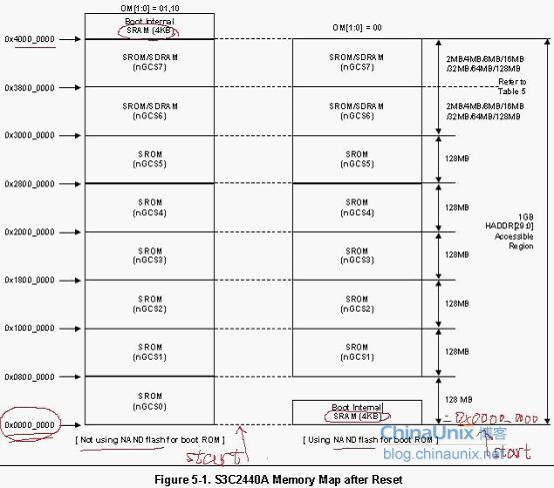 OM[1:0] = 01,10
OM[1:0] = 00
Boot Internal
SRAM (4KB)
0x4000_0000
SROM/SDRAM
(nGCS7)
SROM/SDRAM
(nGCS7)
2MB/4MB/8MB/16MB
/32MB/64MB/128MB
0x3800_0000
Refer to
Table 5
SROM/SDRAM
(nGCS6)
SROM/SDRAM
(nGCS6)
2MB/4MB/8MB/16MB
/32MB/64MB/128MB
0x3000_0000
SROM
(nGCS5)
SROM
(nGCS5)
128MB
0x2800_0000
SROM
(nGCS4)
SROM
(nGCS4)
128MB
1GB
HADDR[29:0]
Accessible
Region
0x2000_0000
SROM
(nGCS3)
SROM
(nGCS3)
128MB
0x1800_0000
SROM
(nGCS2)
SROM
(nGCS2)
128MB
0x1000_0000
SROM
(nGCS1)
SROM
(nGCS1)
128MB
0x0800_0000
SROM
(nGCS0)
128 MB
Boot Internal
SRAM (4KB)
0x0000_0000
= 0x0000_0000
[ Not using NAND flash for boot ROM ]
[ Using NAND flash for boot ROM ]
start
start
ChinaUnix 博客
blog.chinaunix.net
Figure 5-1. S3C2440A Memory Map after Reset